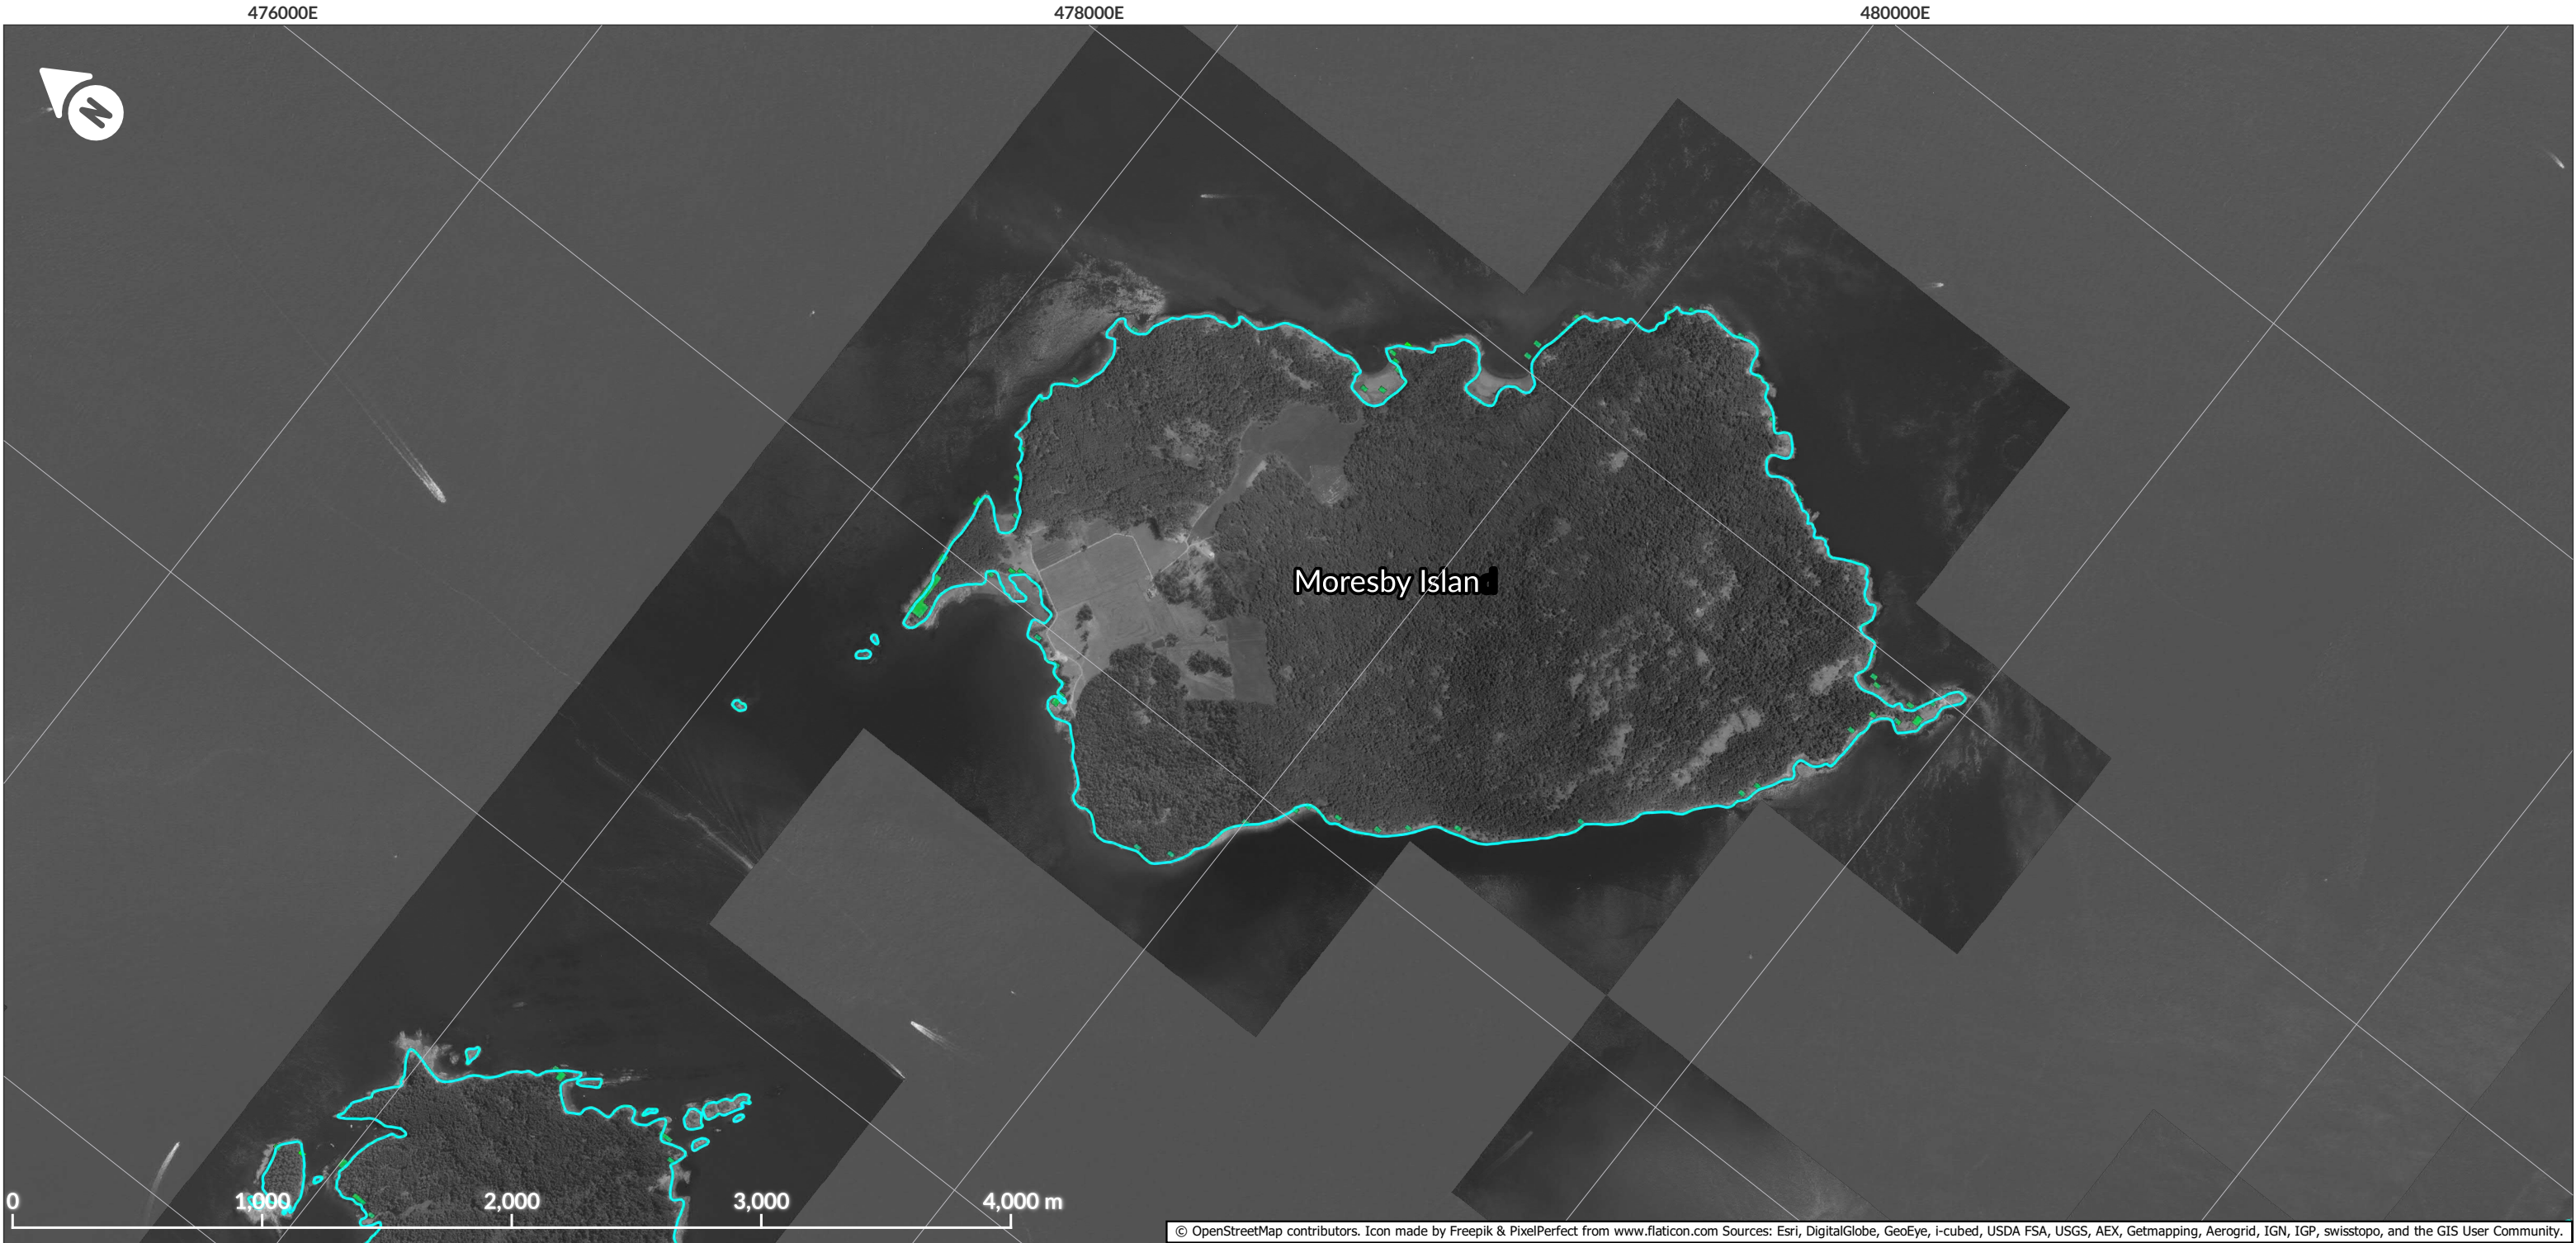 476000E 478000E 480000E
N
Moresby Island
0 1,000 2,000 3,000 4,000 m
© OpenStreetMap contributors. Icon made by Freepik & PixelPerfect from www.flaticon.com Sources: Esri, DigitalGlobe, GeoEye, i-cubed, USDA FSA, USGS, AEX, Getmapping, Aerogrid, IGN, IGP, swisstopo, and the GIS User Community.